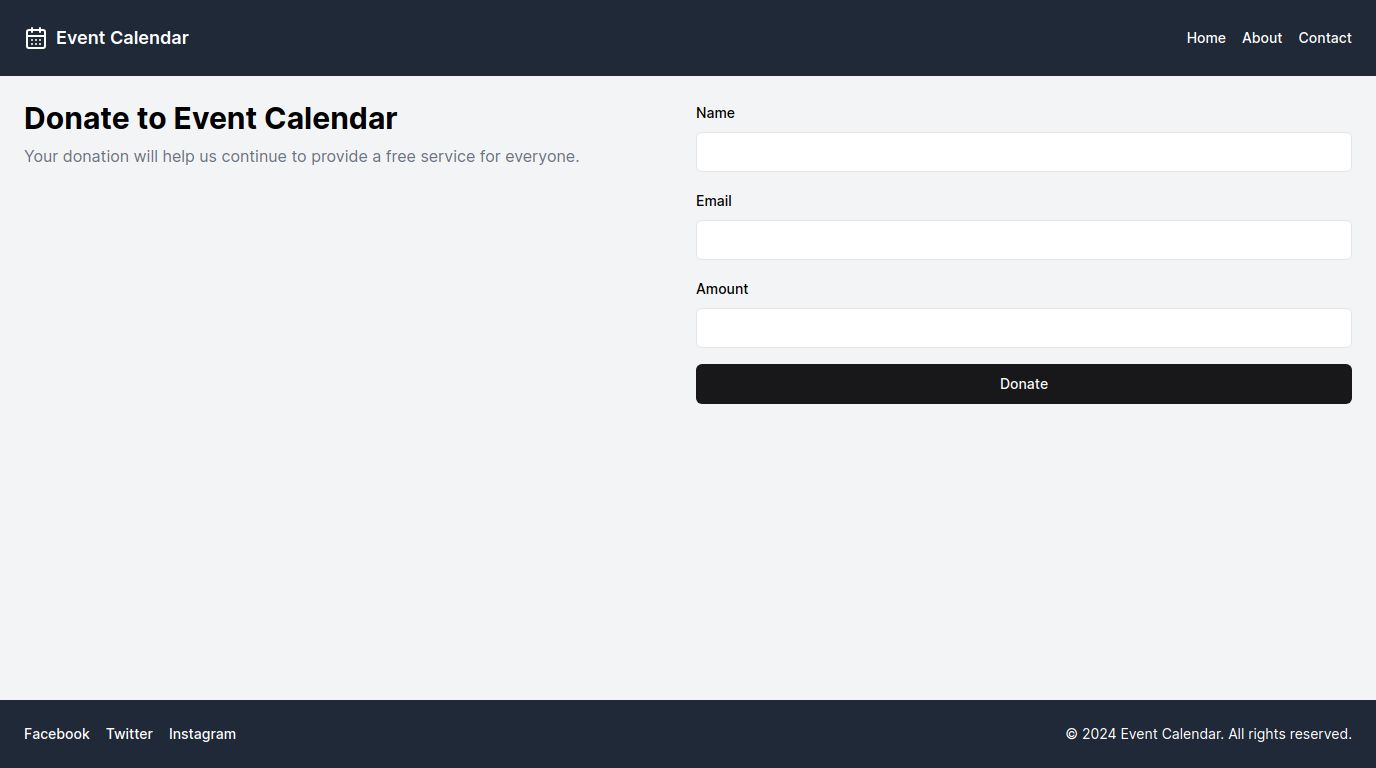 Event Calendar
Home About Contact
Donate to Event Calendar
Your donation will help us continue to provide a free service for everyone.
Name
Email
Amount
Donate
Facebook Twitter Instagram
© 2024 Event Calendar. All rights reserved.